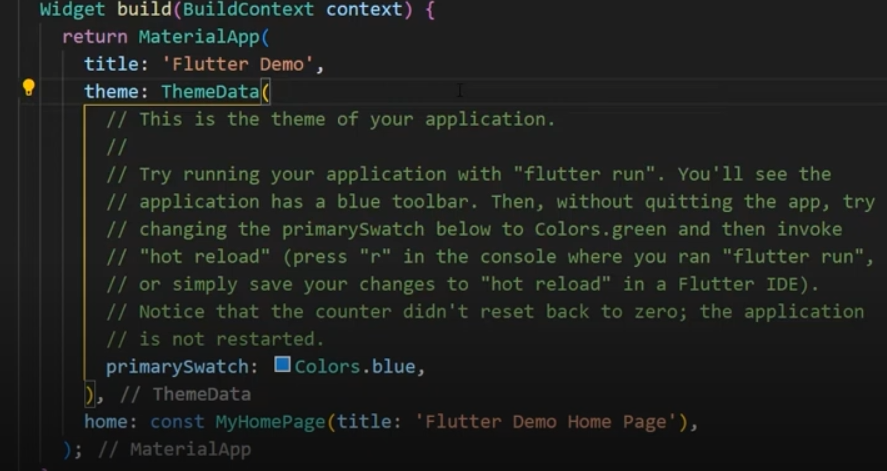 Widget build(BuildContext context) {
return MaterialApp(
title: 'Flutter Demo',
theme: ThemeData(
// This is the theme of your application.
//
// Try running your application with "flutter run". You'll see the
// application has a blue toolbar. Then, without quitting the app, try
// changing the primarySwatch below to Colors.green and then invoke
// "hot reload" (press "r" in the console where you ran "flutter run",
// or simply save your changes to "hot reload" in a Flutter IDE).
// Notice that the counter didn't reset back to zero; the application
// is not restarted.
primarySwatch: Colors.blue,
), // ThemeData
home: const MyHomePage(title: 'Flutter Demo Home Page'),
); // MaterialApp